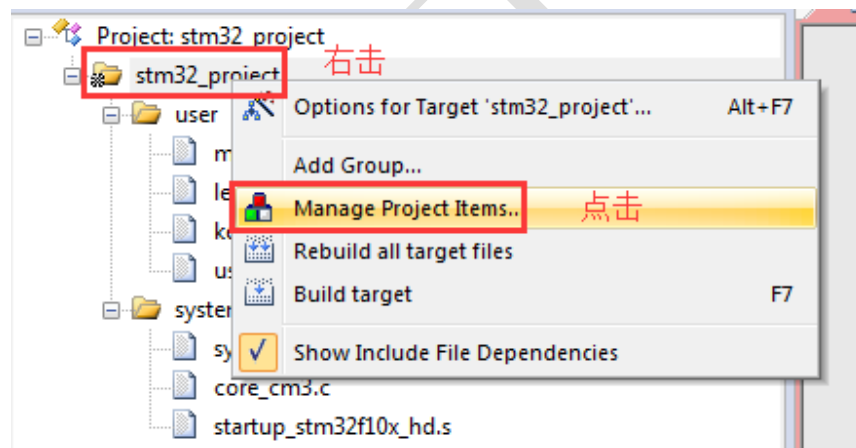 Project: stm32_project
stm32_project
右击
user
Options for Target 'stm32_project'... Alt+F7
Add Group...
Manage Project Items..
点击
Rebuild all target files
Build target F7
Show Include File Dependencies
core_cm3.c
startup_stm32f10x_hd.s